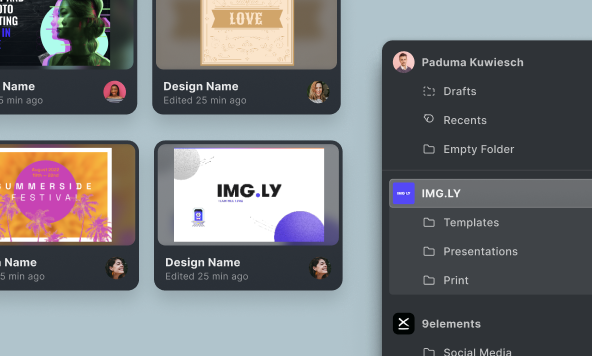 OTO
TING
IN
LOVE
Name
5 min ago
Design Name
Edited 25 min ago
SUMMERSIDE
FESTIVAL
IMG.LY
Name
5 min ago
Design Name
Edited 25 min ago
Paduma Kuwiesch
Drafts
Recents
Empty Folder
IMG.LY
IMG.LY
Templates
Presentations
Print
9elements
Social Media